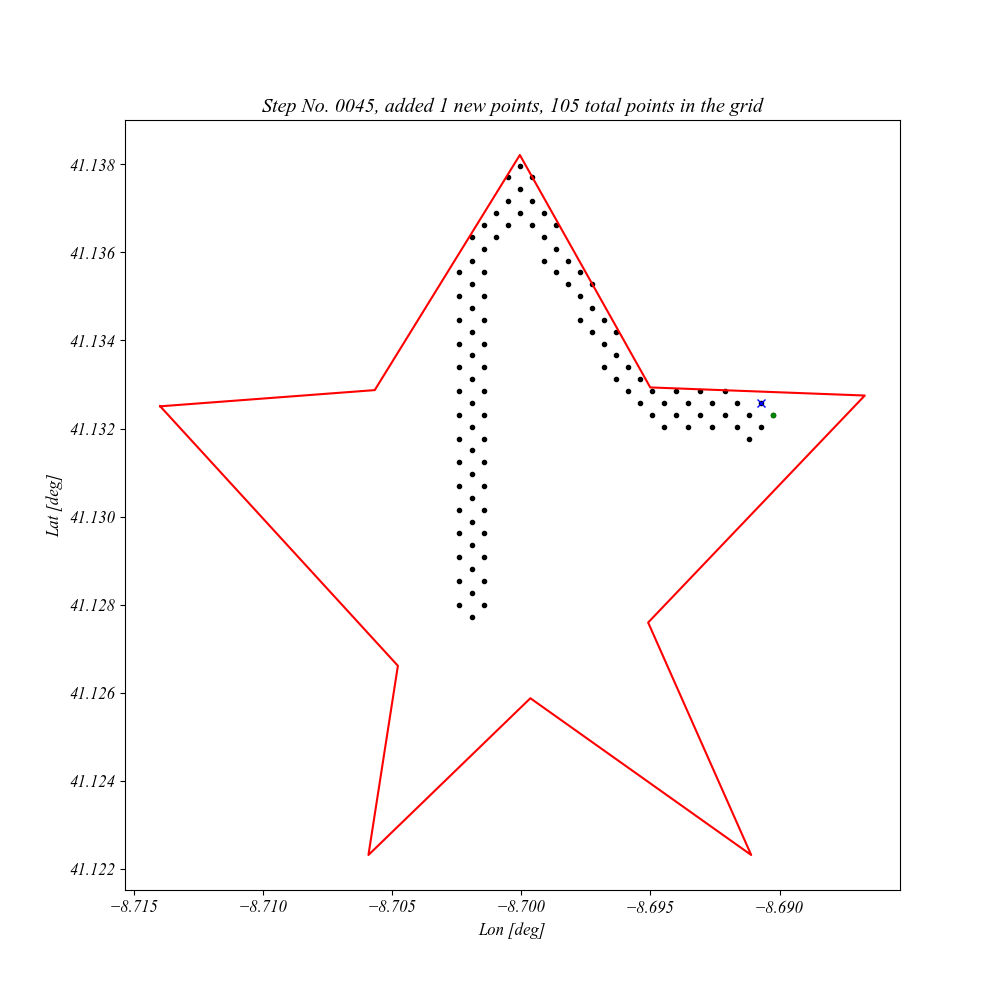 Step No. 0045, added 1 new points, 105 total points in the grid
41.138
41.136
41.134
41.132
41.130
41.128
41.126
41.124
41.122
Lat [deg]
−8.715 −8.710 −8.705 −8.700 −8.695 −8.690
Lon [deg]